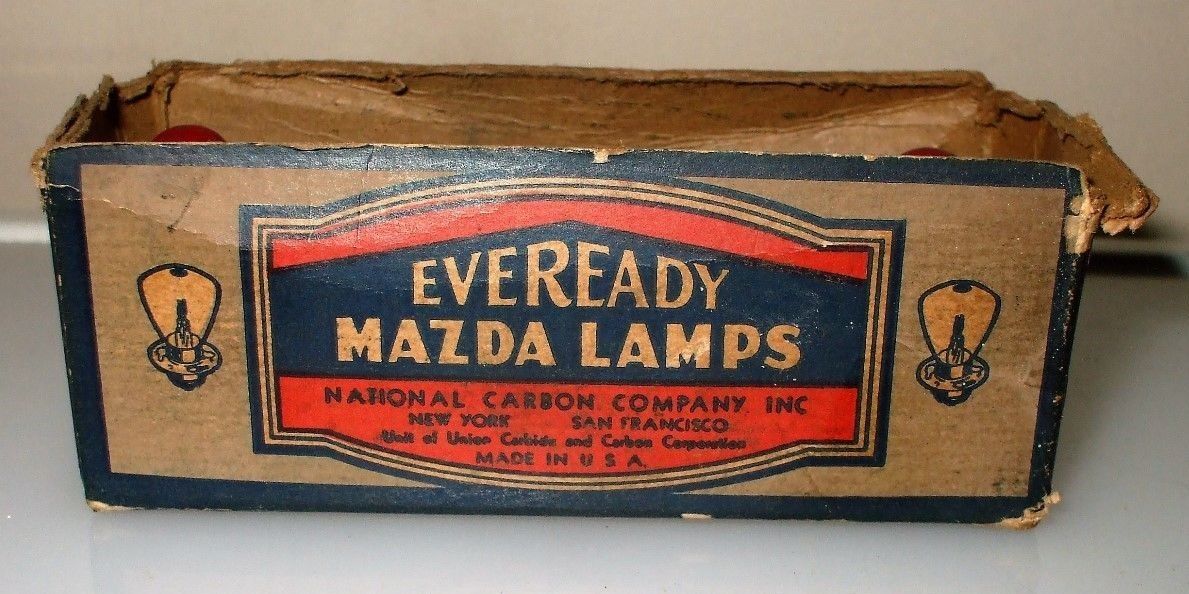 EVEREADY
MAZDA LAMPS
NATIONAL CARBON COMPANY, INC
NEW YORK SAN FRANCISCO
Unit of Union Carbide and Carbon Corporation
MADE IN U.S.A.